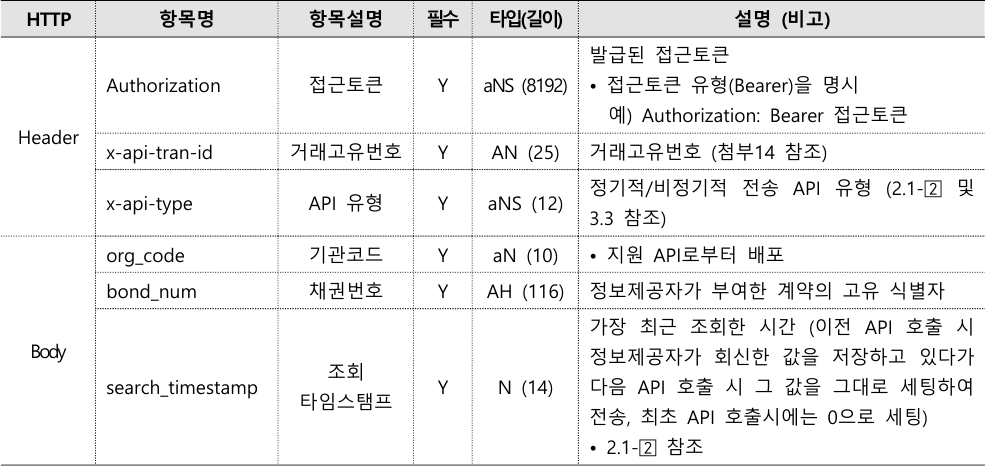 HTTP 항목명 항목설명 필수 타입(길이) 설명 (비고)
Header
Authorization 접근토큰 Y aNS (8192)
발급된 접근토큰
• 접근토큰 유형(Bearer)을 명시
예) Authorization: Bearer 접근토큰
x-api-tran-id 거래고유번호 Y AN (25) 거래고유번호 (첨부14 참조)
x-api-type API 유형 Y aNS (12)
정기적/비정기적 전송 API 유형 (2.1-2 및
3.3 참조)
Body
org_code 기관코드 Y aN (10) • 지원 API로부터 배포
bond_num 채권번호 Y AH (116) 정보제공자가 부여한 계약의 고유 식별자
search_timestamp
조회
타임스탬프
Y N (14)
가장 최근 조회한 시간 (이전 API 호출 시
정보제공자가 회신한 값을 저장하고 있다가
다음 API 호출 시 그 값을 그대로 세팅하여
전송, 최초 API 호출시에는 0으로 세팅)
• 2.1-2 참조